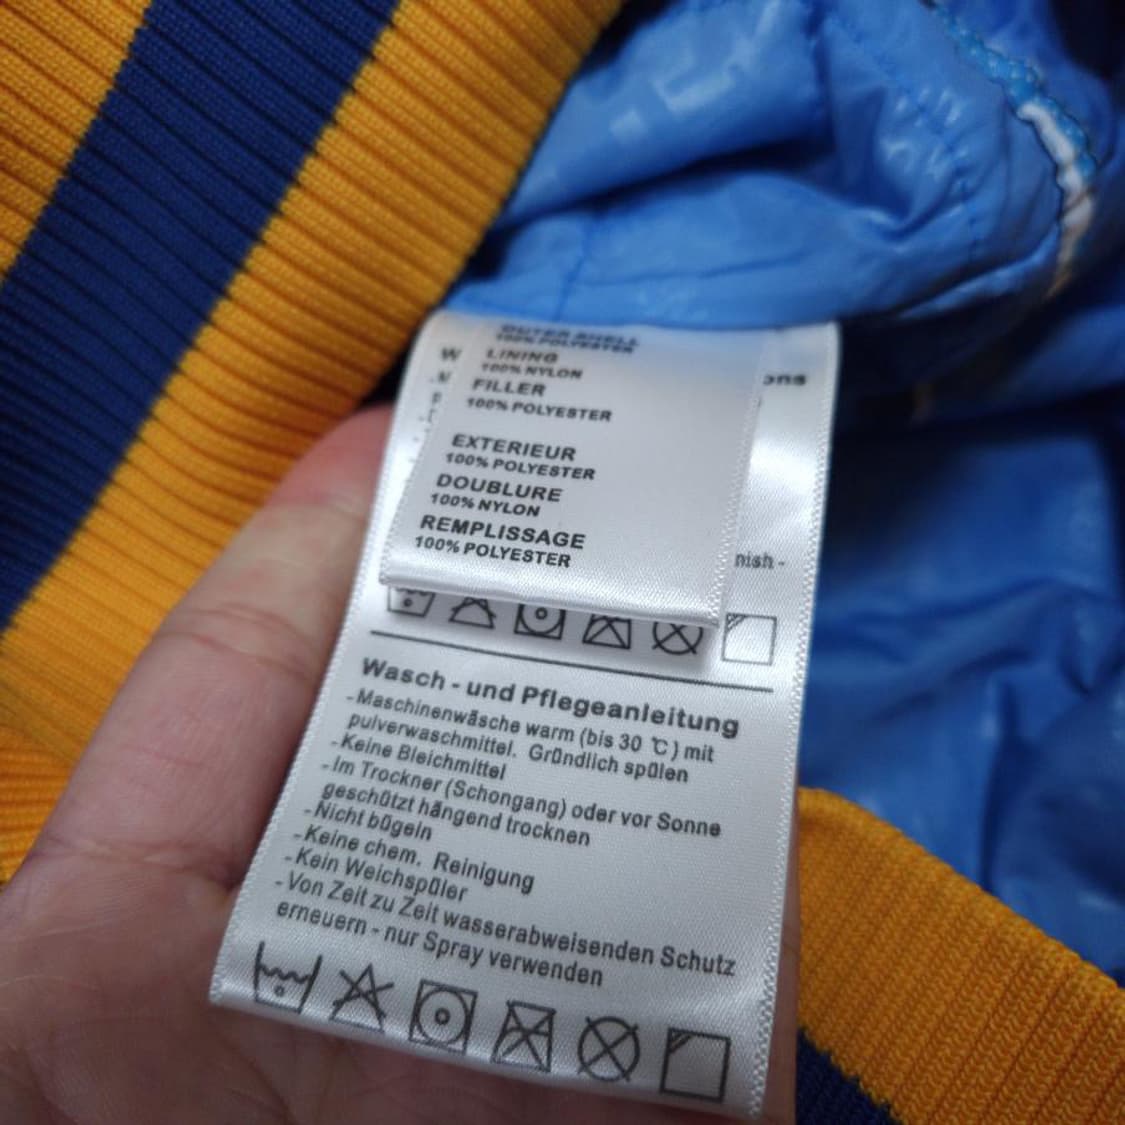 OUTER SHELL
100% POLYESTER
LINING
100% NYLON
FILLER
100% POLYESTER
EXTERIEUR
100% POLYESTER
DOUBLURE
100% NYLON
REMPLISSAGE
100% POLYESTER
Wasch - und Pflegeanleitung
- Maschinenwäsche warm (bis 30 ℃) mit
pulverwaschmittel. Gründlich spülen
- Keine Bleichmittel
- Im Trockner (Schongang) oder vor Sonne
geschützt hängend trocknen
- Nicht bügeln
- Keine chem. Reinigung
- Kein Weichspüler
- Von Zeit zu Zeit wasserabweisenden Schutz
erneuern - nur Spray verwenden